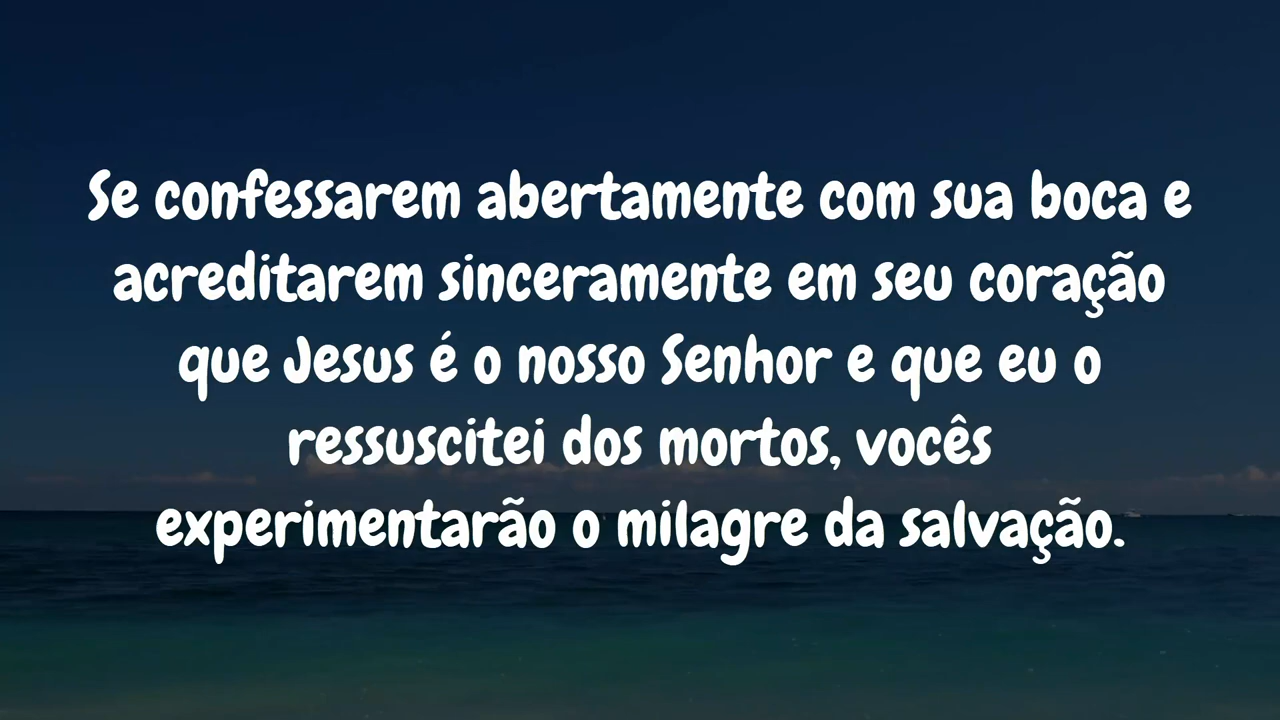 Se confessarem abertamente com sua boca e
acreditarem sinceramente em seu coração
que Jesus é o nosso Senhor e que eu o
ressuscitei dos mortos, vocês
experimentarão o milagre da salvação.